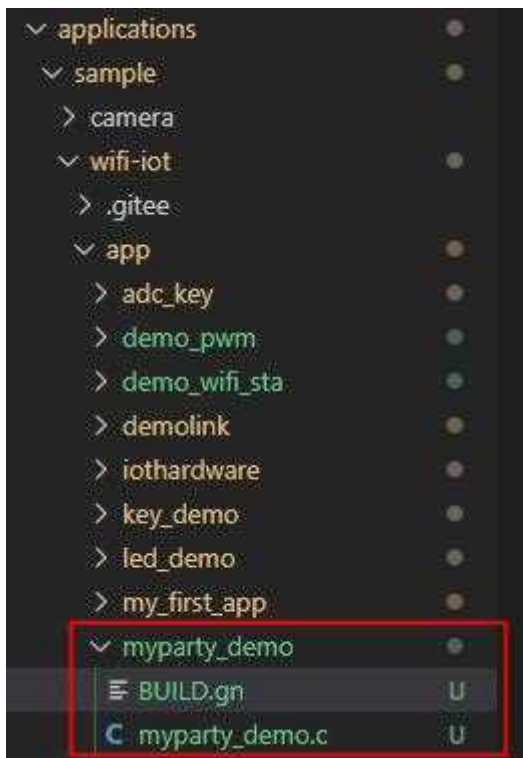 applications
sample
camera
wifi-iot
.gitee
app
adc_key
demo_pwm
demo_wifi_sta
demolink
iothardware
key_demo
led_demo
my_first_app
myparty_demo
BUILD.gn U
C myparty_demo.c U